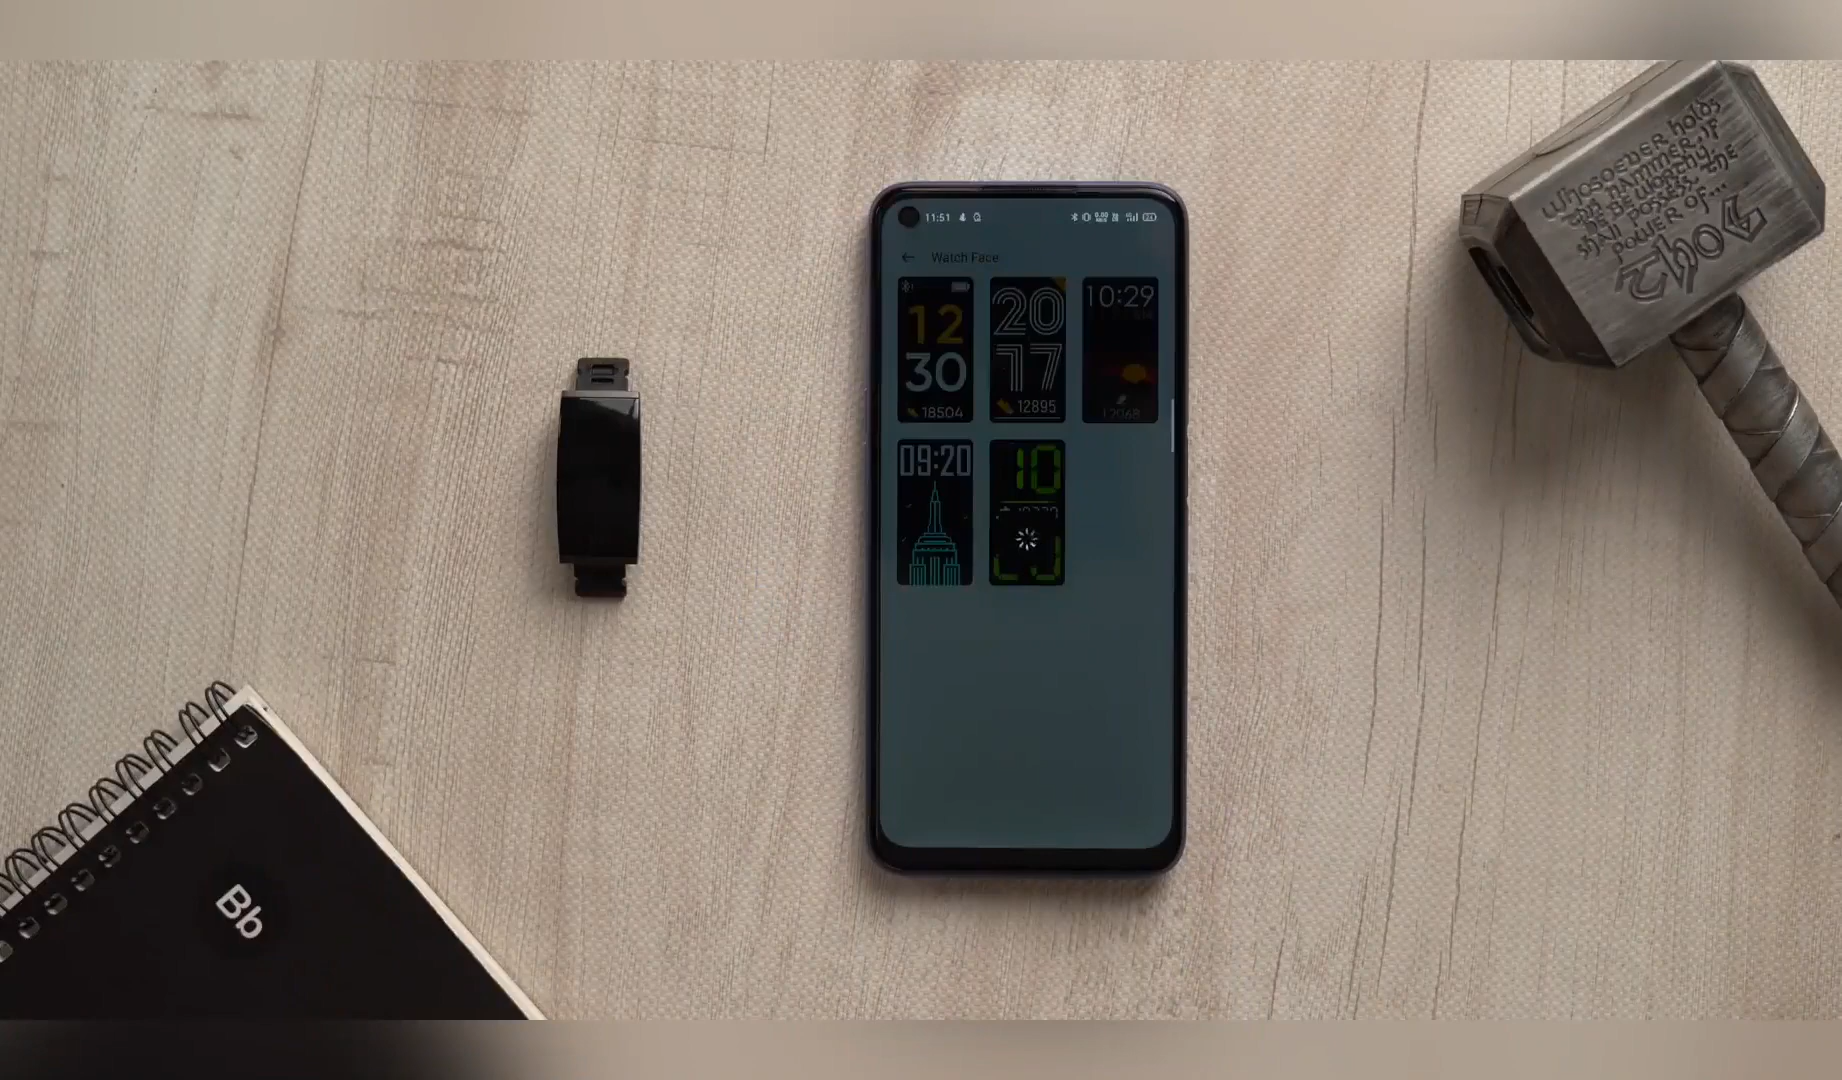 11:51
Watch Face
12
30
18504
20
17
12895
10:29
12068
09:20
10
Whosoever holds
this hammer, if
he be worthy,
shall possess the
power of...
Bb